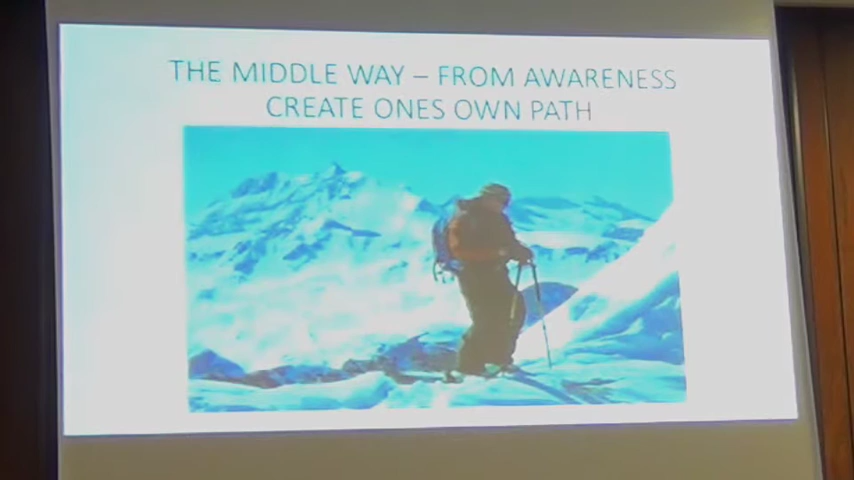 THE MIDDLE WAY – FROM AWARENESS
CREATE ONES OWN PATH